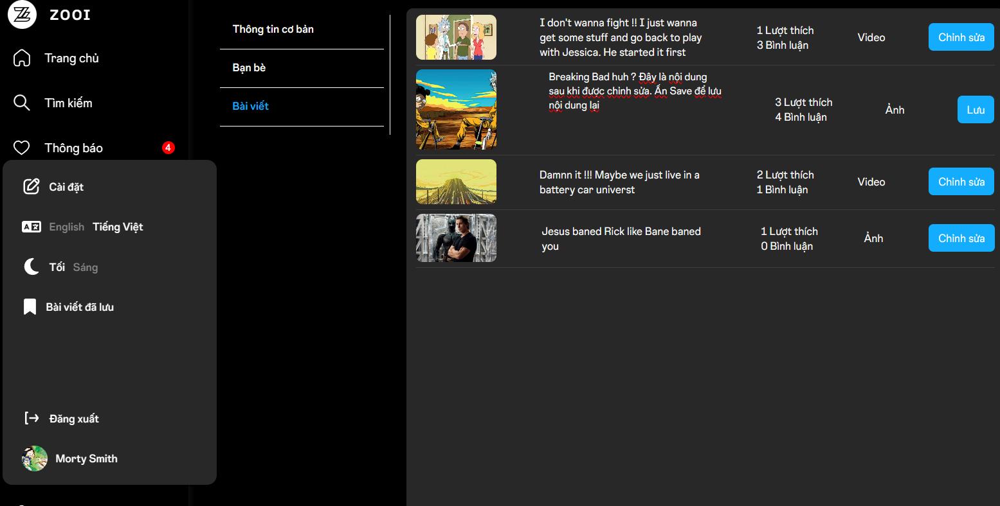 ZOOI
Trang chủ
Tìm kiếm
Thông báo
4
Cài đặt
English Tiếng Việt
Tối Sáng
Bài viết đã lưu
Đăng xuất
Morty Smith
Thông tin cơ bản
Bạn bè
Bài viết
I don't wanna fight !! I just wanna
get some stuff and go back to play
with Jessica. He started it first
1 Lượt thích
3 Bình luận
Video
Chỉnh sửa
Breaking Bad huh ? Đây là nội dung
sau khi được chỉnh sửa. Ấn Save để lưu
nội dung lại
3 Lượt thích
4 Bình luận
Ảnh
Lưu
Damnn it !!! Maybe we just live in a
battery car universt
2 Lượt thích
1 Bình luận
Video
Chỉnh sửa
Jesus baned Rick like Bane baned
you
1 Lượt thích
0 Bình luận
Ảnh
Chỉnh sửa